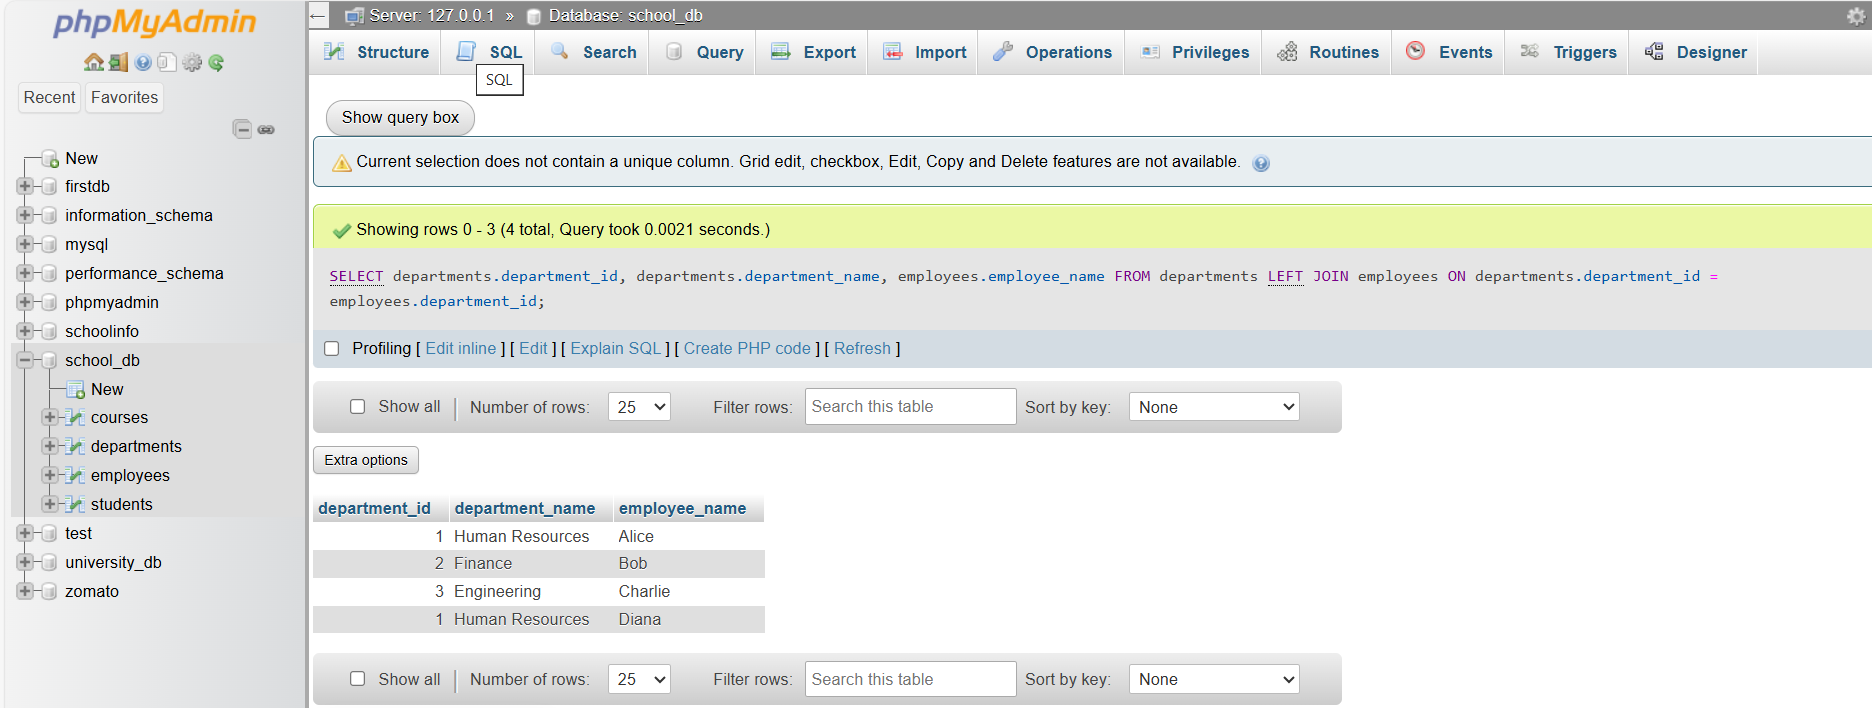 phpMyAdmin
Recent Favorites
New
firstdb
information_schema
mysql
performance_schema
phpmyadmin
schoolinfo
school_db
New
courses
departments
employees
students
test
university_db
zomato
Server: 127.0.0.1 » Database: school_db
Structure SQL Search Query Export Import Operations Privileges Routines Events Triggers Designer
SQL
Show query box
Current selection does not contain a unique column. Grid edit, checkbox, Edit, Copy and Delete features are not available.
Showing rows 0 - 3 (4 total, Query took 0.0021 seconds.)
SELECT departments.department_id, departments.department_name, employees.employee_name FROM departments LEFT JOIN employees ON departments.department_id =
employees.department_id;
Profiling [ Edit inline ] [ Edit ] [ Explain SQL ] [ Create PHP code ] [ Refresh ]
Show all | Number of rows: 25 Filter rows: Search this table Sort by key: None
Extra options
department_id department_name employee_name
1 Human Resources Alice
2 Finance Bob
3 Engineering Charlie
1 Human Resources Diana
Show all | Number of rows: 25 Filter rows: Search this table Sort by key: None